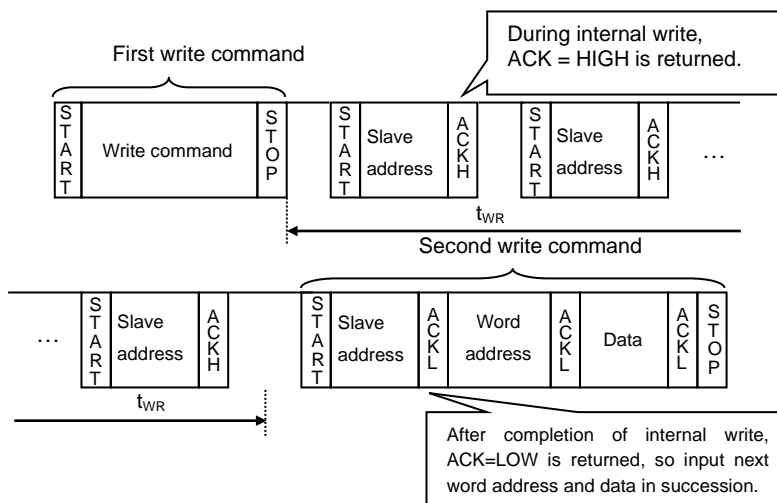 First write command
During internal write,
ACK = HIGH is returned.
START
Write command
STOP
START
Slave
address
ACKH
START
Slave
address
ACKH
…
tWR
Second write command
…
START
Slave
address
ACKH
START
Slave
address
ACKL
Word
address
ACKL
Data
ACKL
STOP
tWR
After completion of internal write,
ACK=LOW is returned, so input next
word address and data in succession.